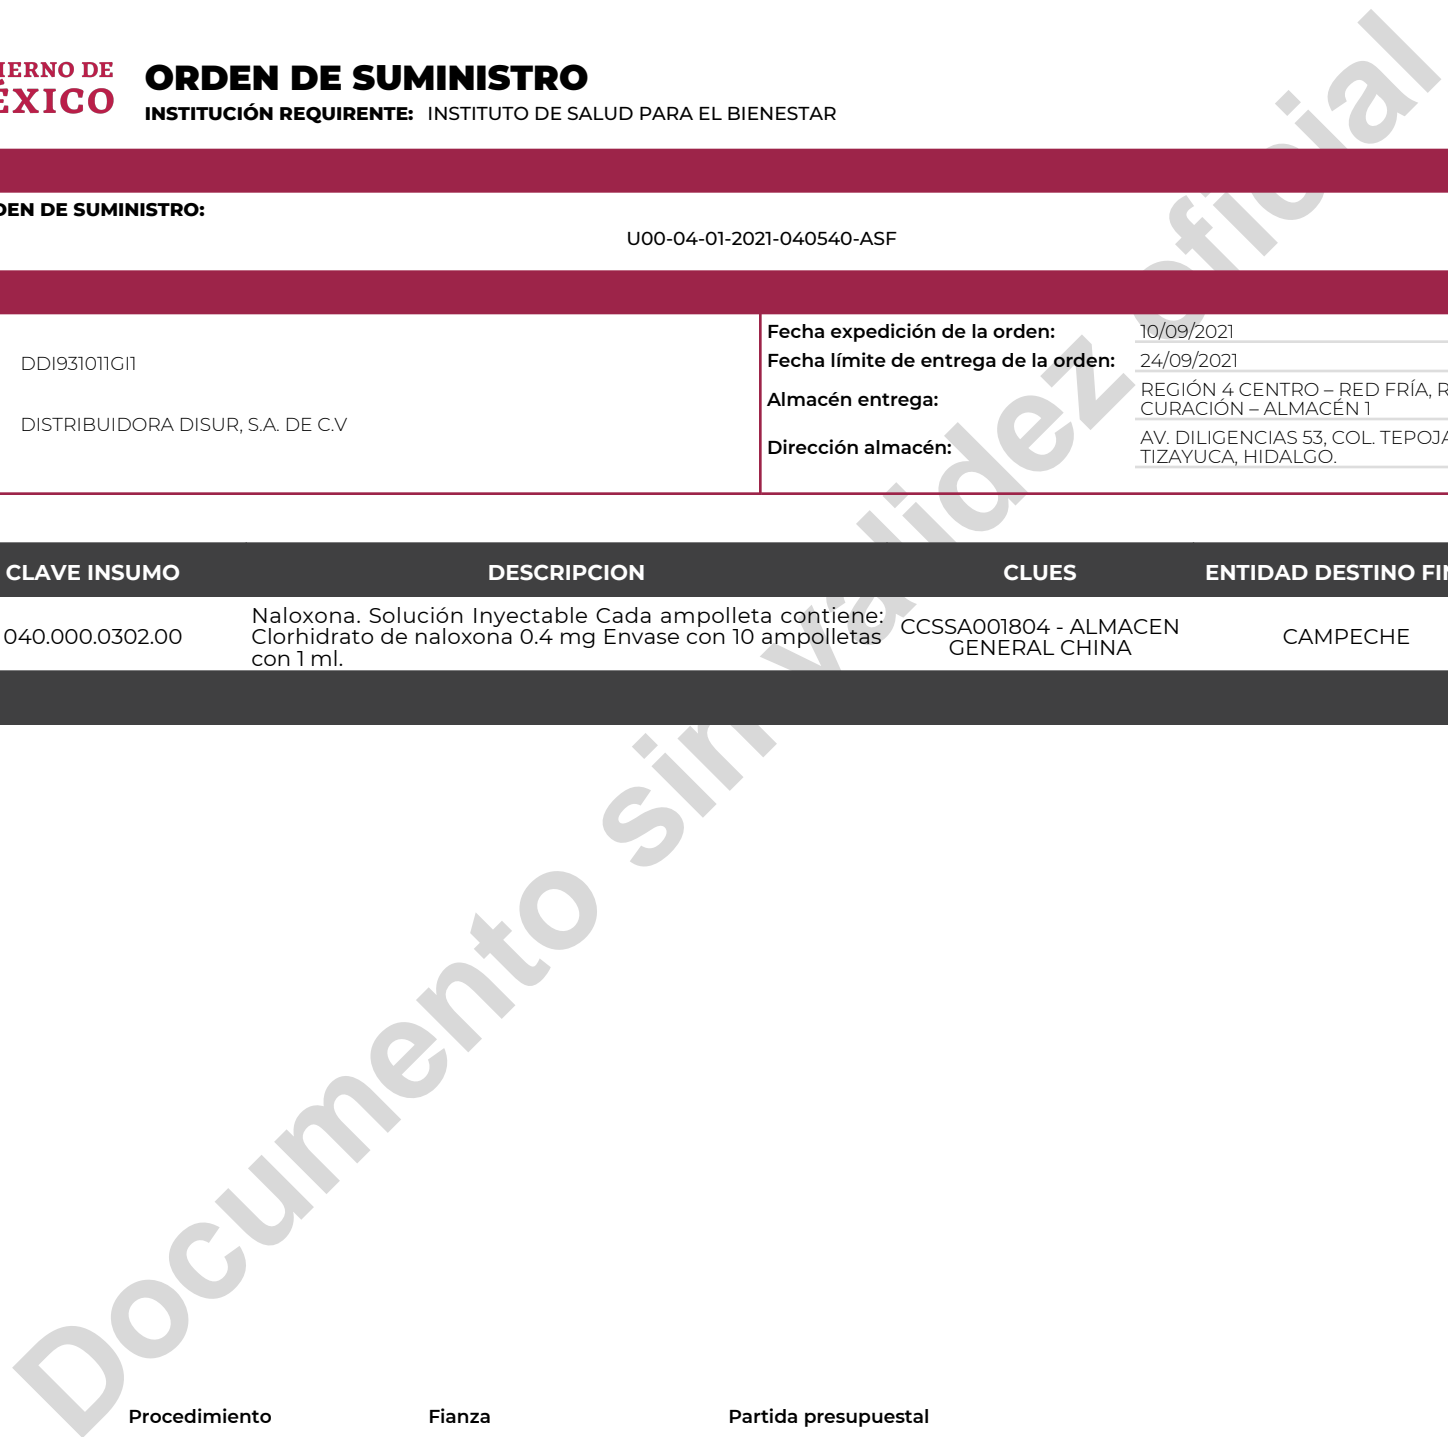 IERNO DE
ÉXICO
ORDEN DE SUMINISTRO
INSTITUCIÓN REQUIRENTE: INSTITUTO DE SALUD PARA EL BIENESTAR
DEN DE SUMINISTRO:
U00-04-01-2021-040540-ASF
DDI931011GI1
DISTRIBUIDORA DISUR, S.A. DE C.V
Fecha expedición de la orden: 10/09/2021
Fecha límite de entrega de la orden: 24/09/2021
Almacén entrega: REGIÓN 4 CENTRO – RED FRÍA, R
CURACIÓN – ALMACÉN 1
Dirección almacén: AV. DILIGENCIAS 53, COL. TEPOJA
TIZAYUCA, HIDALGO.
CLAVE INSUMO DESCRIPCION CLUES ENTIDAD DESTINO FIN
040.000.0302.00
Naloxona. Solución Inyectable Cada ampolleta contiene:
Clorhidrato de naloxona 0.4 mg Envase con 10 ampolletas
con 1 ml.
CCSSA001804 - ALMACEN
GENERAL CHINA
CAMPECHE
Documento sin validez oficial
Procedimiento Fianza Partida presupuestal